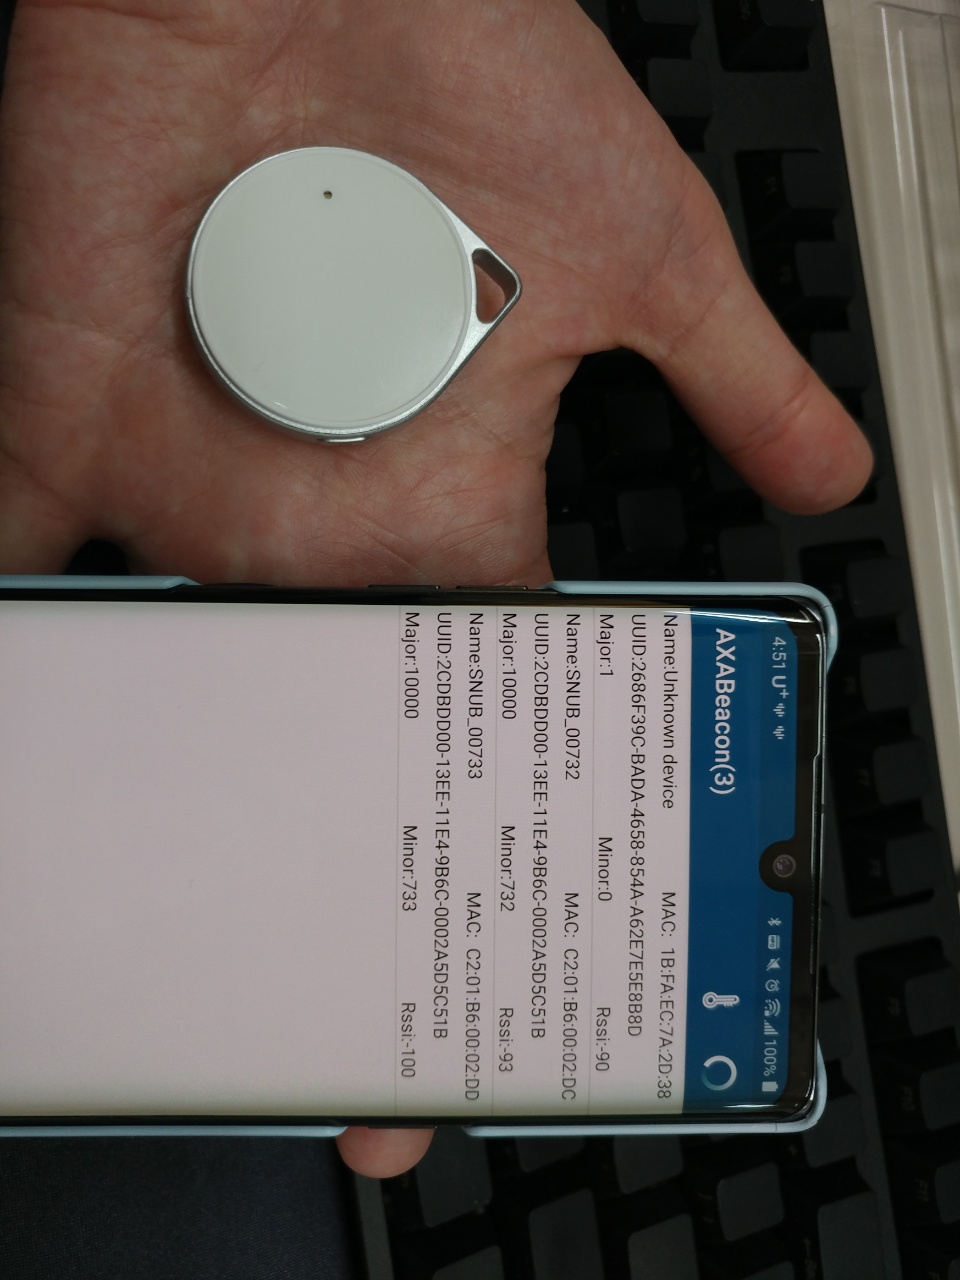 4:51 U+ 100%
AXABeacon(3)
Name:Unknown device MAC: 1B:FA:EC:7A:2D:38
UUID:2686F39C-BADA-4658-854A-A62E7E5E8B8D
Major:1 Minor:0 Rssi:-90
Name:SNUB_00732 MAC: C2:01:B6:00:02:DC
UUID:2CDBDD00-13EE-11E4-9B6C-0002A5D5C51B
Major:10000 Minor:732 Rssi:-93
Name:SNUB_00733 MAC: C2:01:B6:00:02:DD
UUID:2CDBDD00-13EE-11E4-9B6C-0002A5D5C51B
Major:10000 Minor:733 Rssi:-100